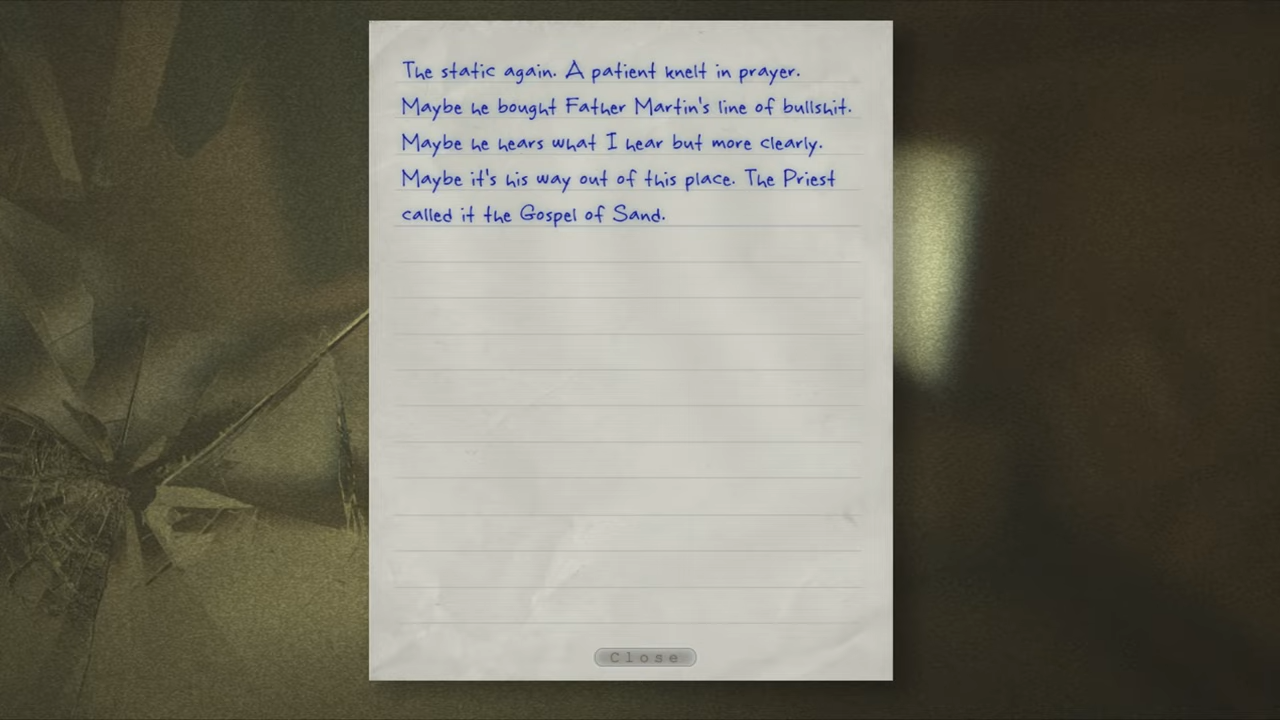 The static again. A patient knelt in prayer.
Maybe he bought Father Martin's line of bullshit.
Maybe he hears what I hear but more clearly.
Maybe it's his way out of this place. The Priest
called it the Gospel of Sand.
Close